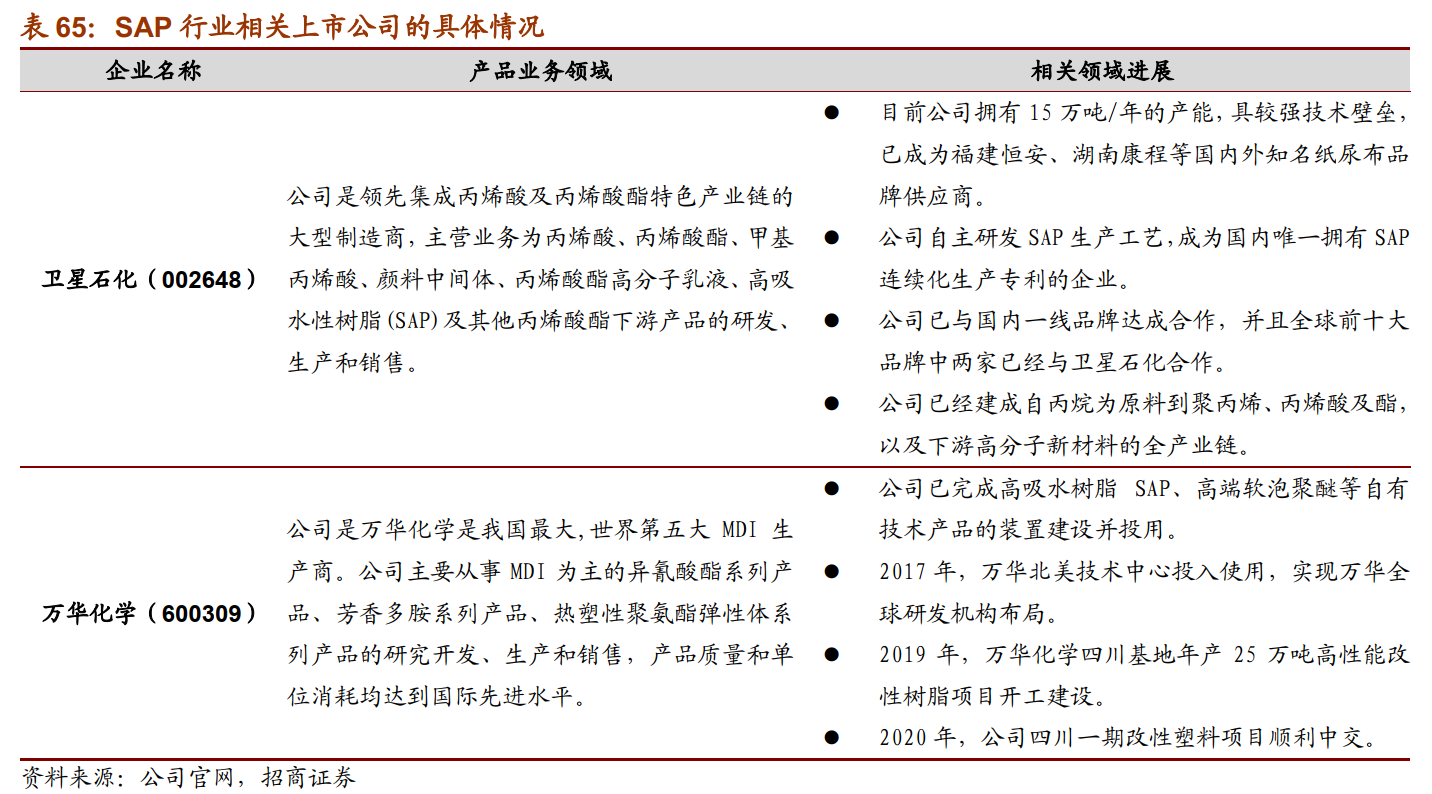 表 65：SAP 行业相关上市公司的具体情况
企业名称 产品业务领域 相关领域进展
卫星石化（002648）
公司是领先集成丙烯酸及丙烯酸酯特色产业链的
大型制造商，主营业务为丙烯酸、丙烯酸酯、甲基
丙烯酸、颜料中间体、丙烯酸酯高分子乳液、高吸
水性树脂(SAP)及其他丙烯酸酯下游产品的研发、
生产和销售。
● 目前公司拥有 15 万吨/年的产能，具较强技术壁垒，
已成为福建恒安、湖南康程等国内外知名纸尿布品
牌供应商。
● 公司自主研发 SAP 生产工艺，成为国内唯一拥有 SAP
连续化生产专利的企业。
● 公司已与国内一线品牌达成合作，并且全球前十大
品牌中两家已经与卫星石化合作。
● 公司已经建成自丙烷为原料到聚丙烯、丙烯酸及酯，
以及下游高分子新材料的全产业链。
万华化学（600309）
公司是万华化学是我国最大,世界第五大 MDI 生
产商。公司主要从事 MDI 为主的异氰酸酯系列产
品、芳香多胺系列产品、热塑性聚氨酯弹性体系
列产品的研究开发、生产和销售，产品质量和单
位消耗均达到国际先进水平。
● 公司已完成高吸水树脂 SAP、高端软泡聚醚等自有
技术产品的装置建设并投用。
● 2017 年，万华北美技术中心投入使用，实现万华全
球研发机构布局。
● 2019 年，万华化学四川基地年产 25 万吨高性能改
性树脂项目开工建设。
● 2020 年，公司四川一期改性塑料项目顺利中交。
资料来源：公司官网，招商证券